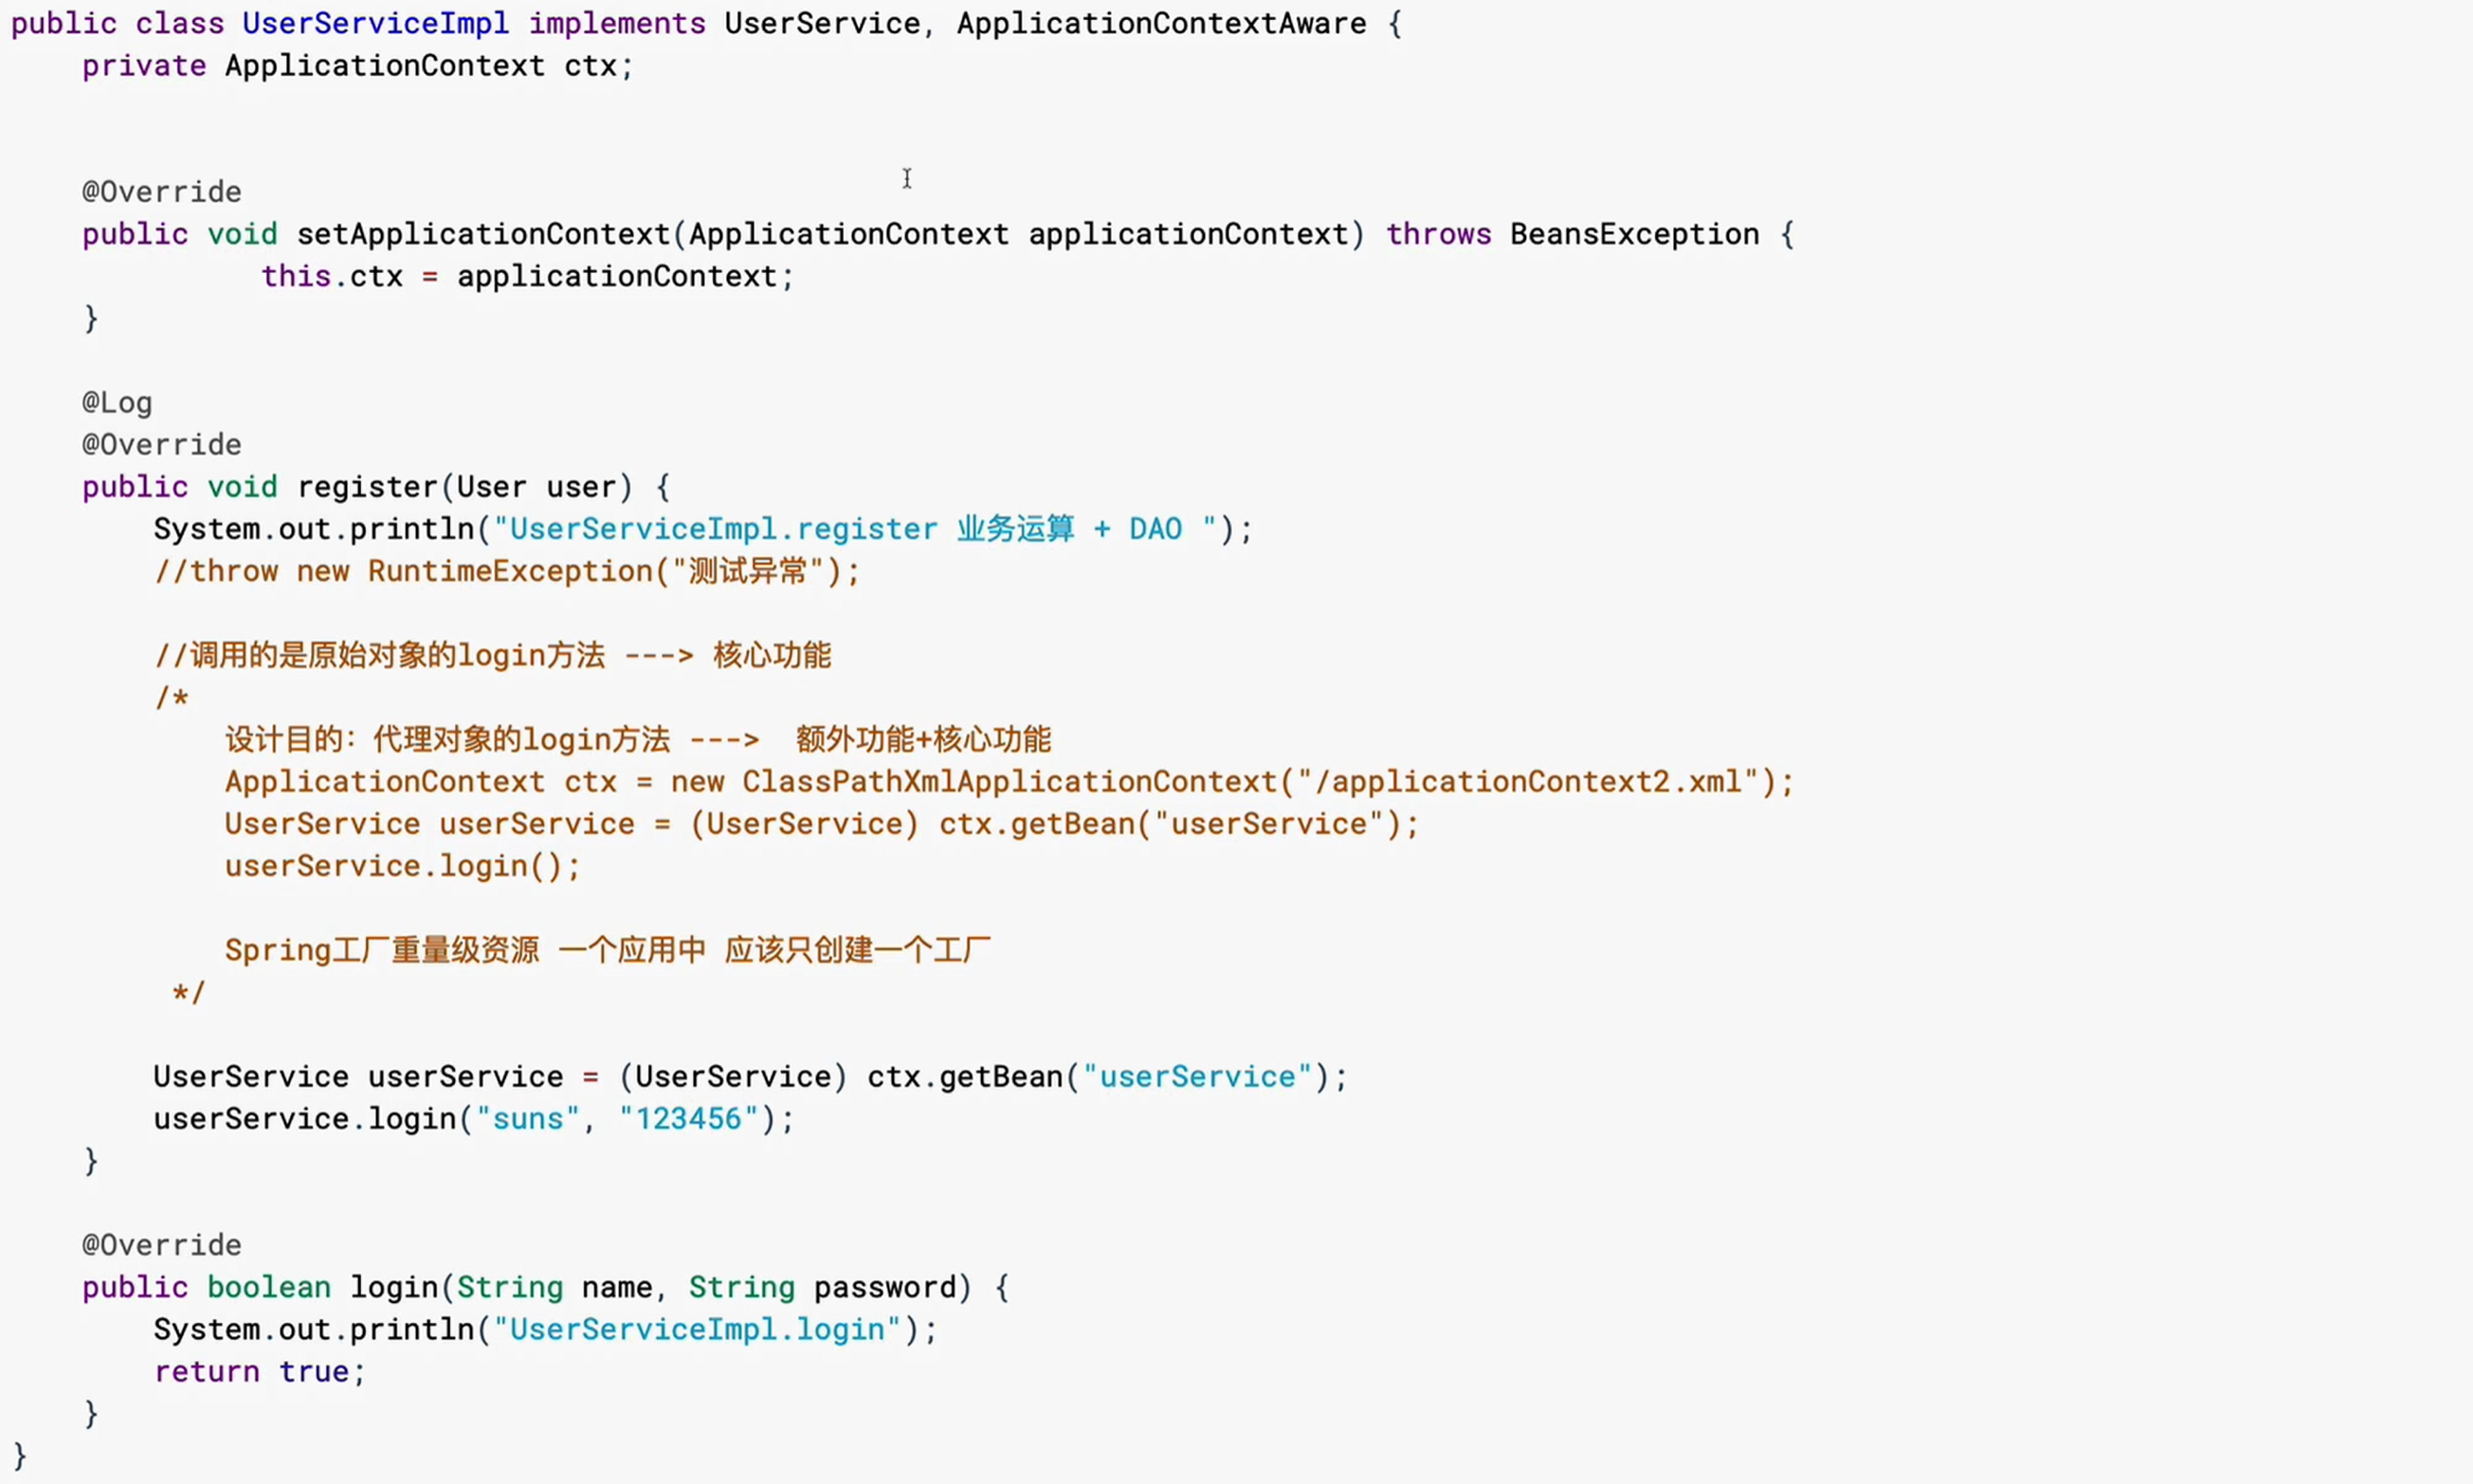 public class UserServiceImpl implements UserService, ApplicationContextAware {
    private ApplicationContext ctx;

    @Override
    public void setApplicationContext(ApplicationContext applicationContext) throws BeansException {
              this.ctx = applicationContext;
    }

    @Log
    @Override
    public void register(User user) {
        System.out.println("UserServiceImpl.register 业务运算 + DAO ");
        //throw new RuntimeException("测试异常");

        //调用的是原始对象的login方法 ---> 核心功能
        /*
            设计目的：代理对象的login方法 --->  额外功能+核心功能
            ApplicationContext ctx = new ClassPathXmlApplicationContext("/applicationContext2.xml");
            UserService userService = (UserService) ctx.getBean("userService");
            userService.login();

            Spring工厂重量级资源 一个应用中 应该只创建一个工厂
         */

        UserService userService = (UserService) ctx.getBean("userService");
        userService.login("suns", "123456");
    }

    @Override
    public boolean login(String name, String password) {
        System.out.println("UserServiceImpl.login");
        return true;
    }
}